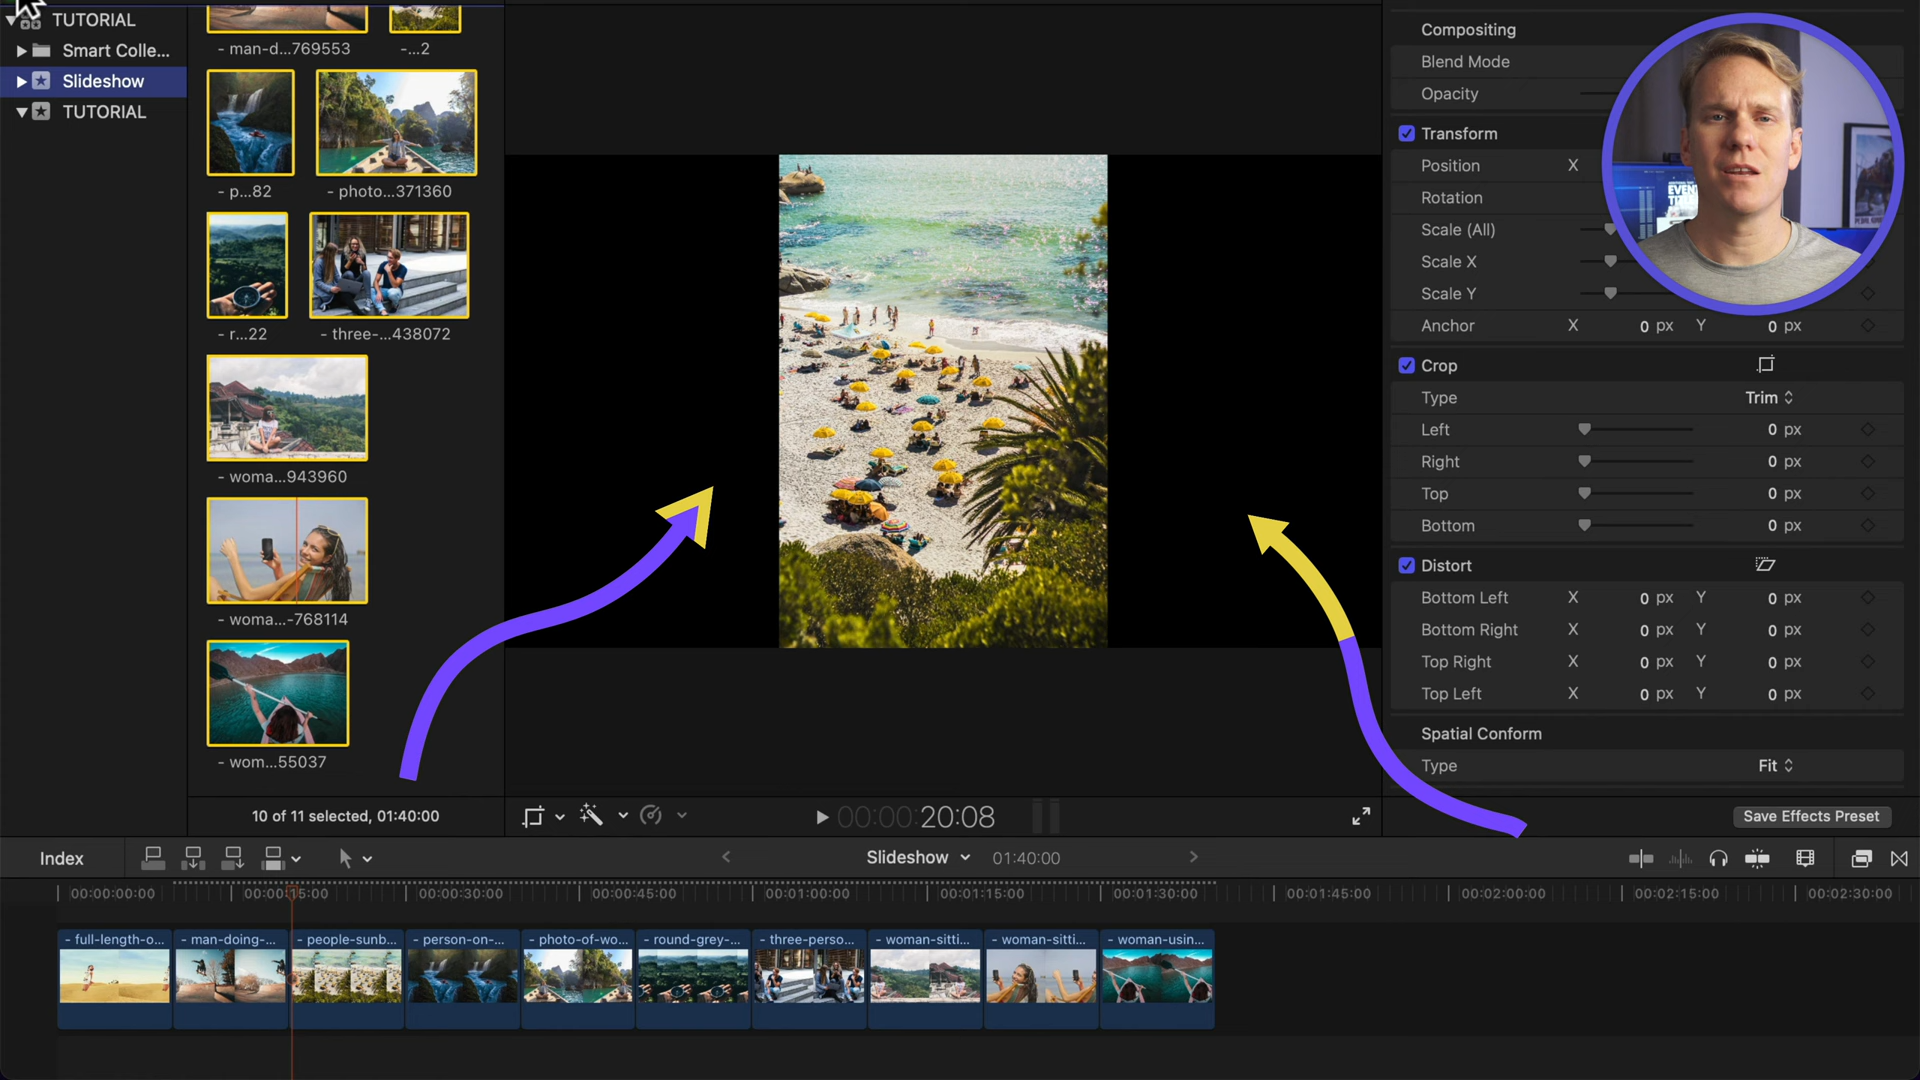 TUTORIAL
Smart Colle...
Slideshow
TUTORIAL
- man-d...769553
-...2
- p...82
- photo...371360
- r...22
- three-...438072
- woma...943960
- woma...-768114
- wom...55037
10 of 11 selected, 01:40:00
00:00:00:20:08
Compositing
Blend Mode
Opacity
Transform
Position X
Rotation
Scale (All)
Scale X
Scale Y
Anchor X 0 px Y 0 px
Crop
Type Trim
Left 0 px
Right 0 px
Top 0 px
Bottom 0 px
Distort
Bottom Left X 0 px Y 0 px
Bottom Right X 0 px Y 0 px
Top Right X 0 px Y 0 px
Top Left X 0 px Y 0 px
Spatial Conform
Type Fit
Save Effects Preset
Index
Slideshow 01:40:00
00:00:00:00 00:00:15:00 00:00:30:00 00:00:45:00 00:01:00:00 00:01:15:00 00:01:30:00 00:01:45:00 00:02:00:00 00:02:15:00 00:02:30:00
- full-length-o... - man-doing-... - people-sunb... - person-on-... - photo-of-wo... - round-grey-... - three-perso... - woman-sitti... - woman-sitti... - woman-usin...